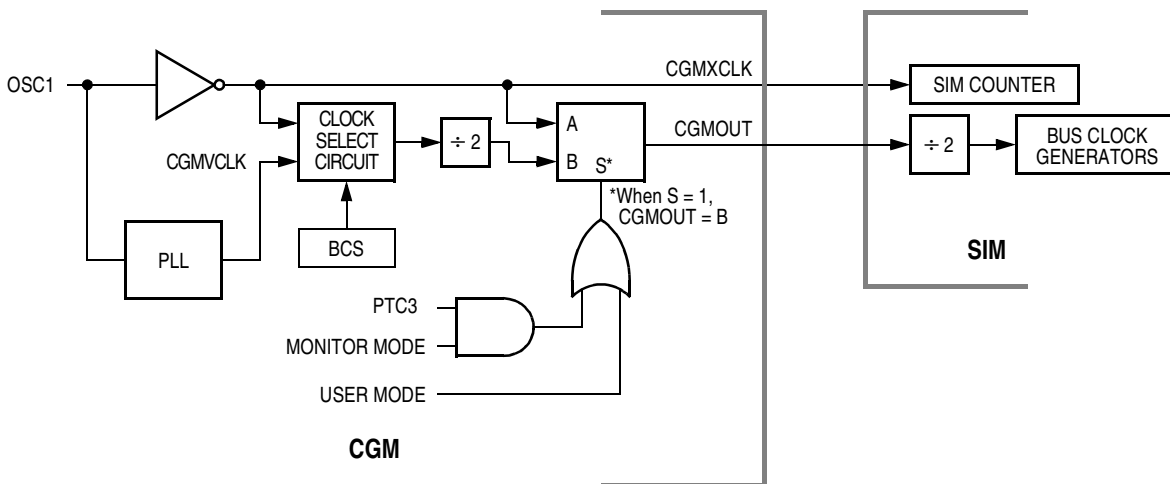 OSC1
CGMXCLK
SIM COUNTER
CLOCK
SELECT
CIRCUIT
÷ 2
A
B
S*
CGMOUT
÷ 2
BUS CLOCK
GENERATORS
CGMVCLK
*When S = 1,
CGMOUT = B
BCS
PLL
SIM
PTC3
MONITOR MODE
USER MODE
CGM